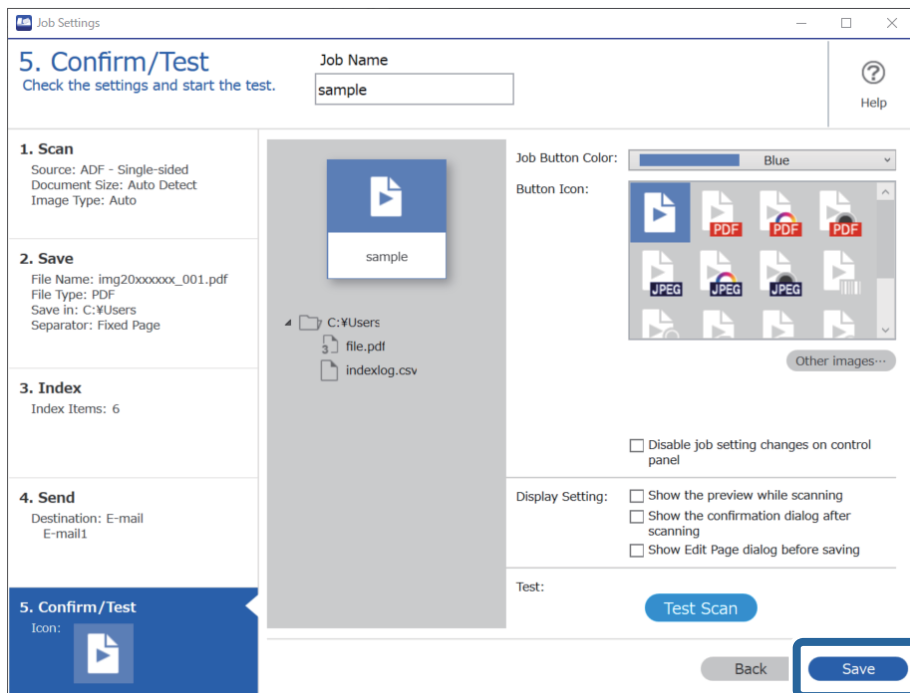 Job Settings
5. Confirm/Test
Check the settings and start the test.
Job Name
sample
Help
1. Scan
Source: ADF - Single-sided
Document Size: Auto Detect
Image Type: Auto
2. Save
File Name: img20xxxxxx_001.pdf
File Type: PDF
Save in: C:¥Users
Separator: Fixed Page
3. Index
Index Items: 6
4. Send
Destination: E-mail
E-mail1
5. Confirm/Test
Icon:
sample
C:¥Users
3 file.pdf
indexlog.csv
Job Button Color: Blue
Button Icon:
PDF PDF PDF
JPEG JPEG JPEG
Other images···
Disable job setting changes on control
panel
Display Setting: Show the preview while scanning
Show the confirmation dialog after
scanning
Show Edit Page dialog before saving
Test:
Test Scan
Back Save